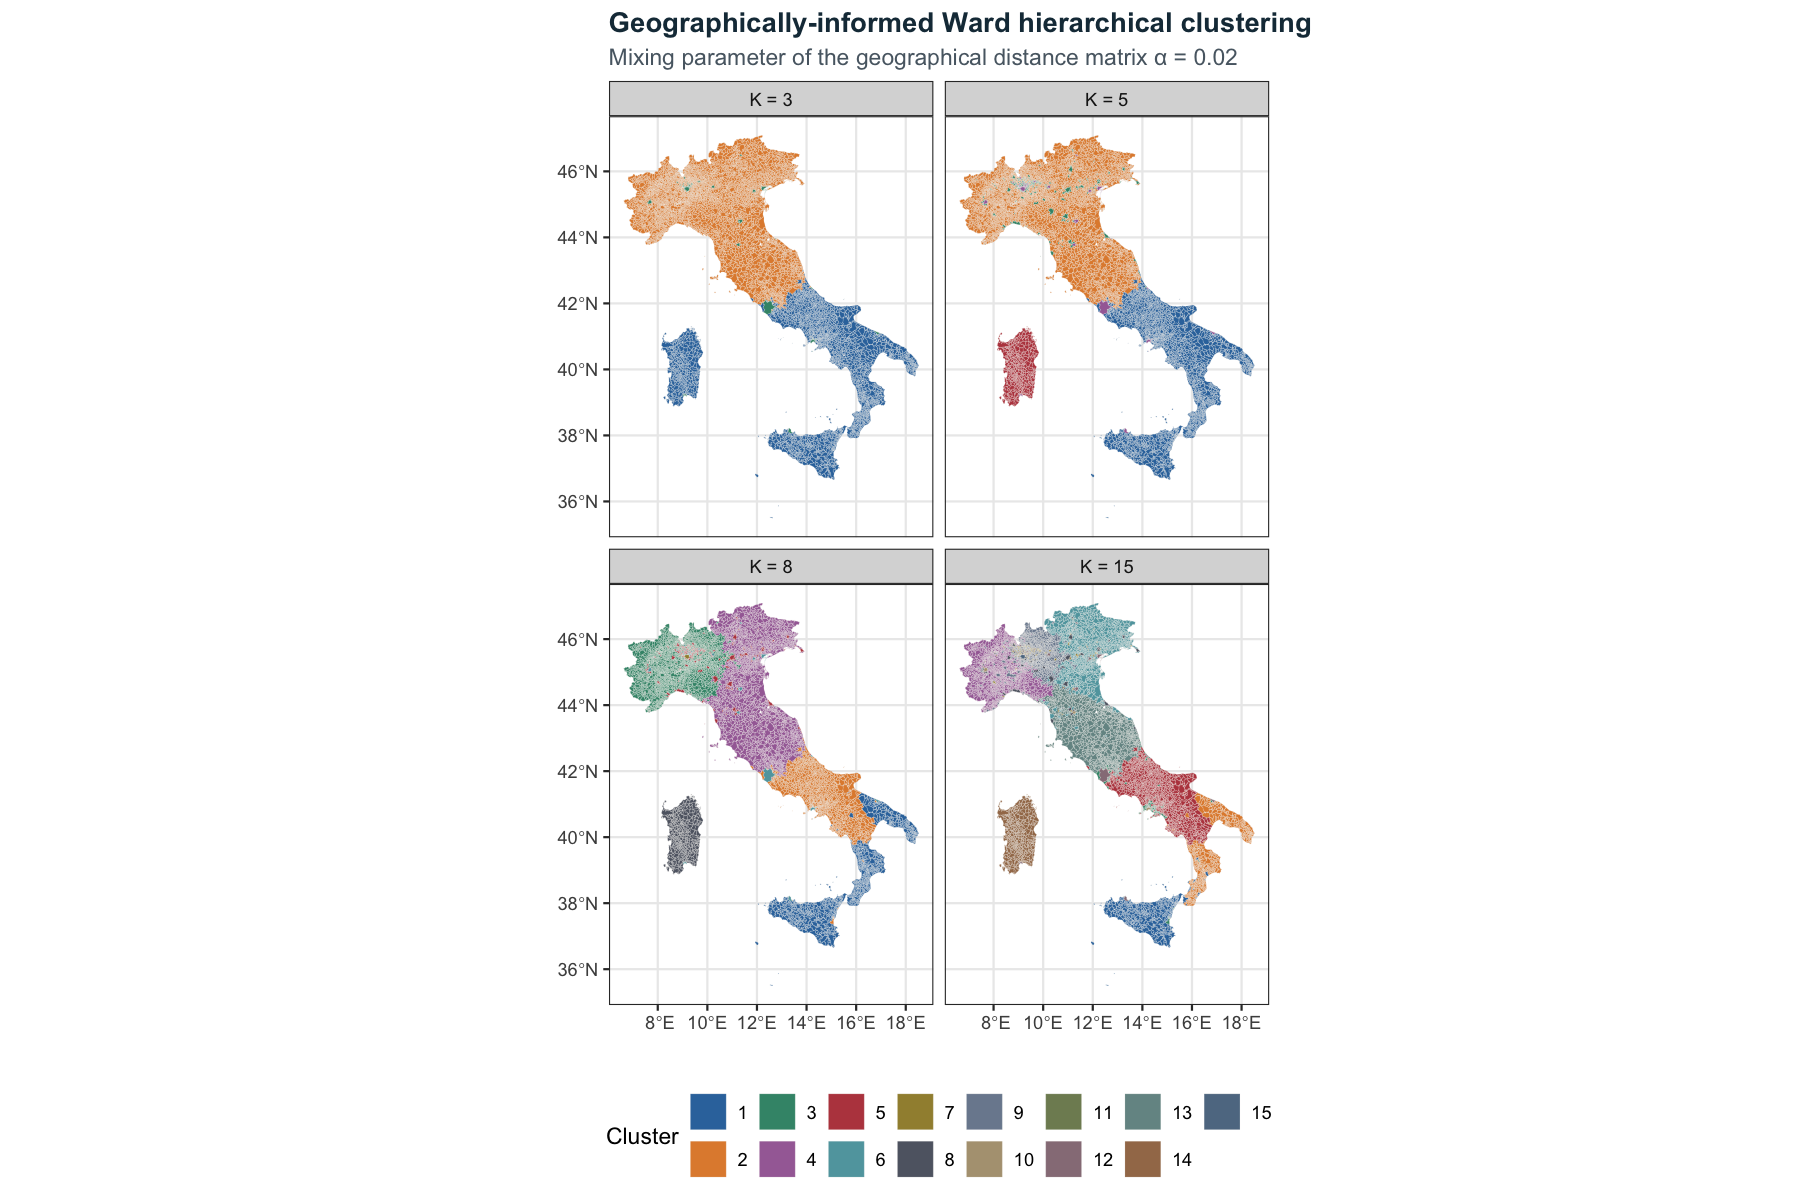 Geographically-informed Ward hierarchical clustering
Mixing parameter of the geographical distance matrix α = 0.02
K = 3
K = 5
46°N
44°N
42°N
40°N
38°N
36°N
K = 8
K = 15
46°N
44°N
42°N
40°N
38°N
36°N
8°E 10°E 12°E 14°E 16°E 18°E
8°E 10°E 12°E 14°E 16°E 18°E
Cluster
1 3 5 7 9 11 13 15
2 4 6 8 10 12 14